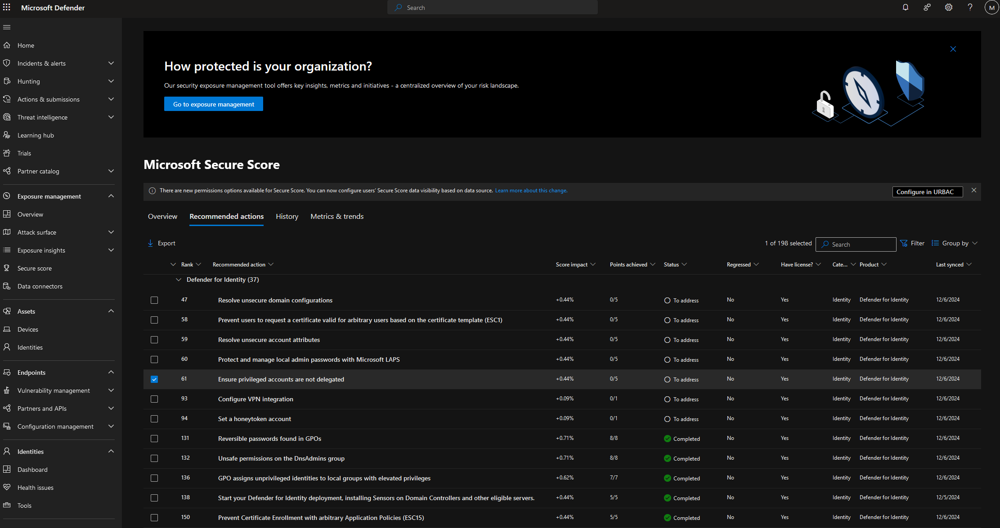 Microsoft Defender
Search
M
Home
Incidents & alerts
Hunting
Actions & submissions
Threat intelligence
Learning hub
Trials
Partner catalog
Exposure management
Overview
Attack surface
Exposure insights
Secure score
Data connectors
Assets
Devices
Identities
Endpoints
Vulnerability management
Partners and APIs
Configuration management
Identities
Dashboard
Health issues
Tools
How protected is your organization?
Our security exposure management tool offers key insights, metrics and initiatives - a centralized overview of your risk landscape.
Go to exposure management
Microsoft Secure Score
There are new permissions options available for Secure Score. You can now configure users' Secure Score data visibility based on data source. Learn more about this change.
Configure in URBAC
Overview Recommended actions History Metrics & trends
Export 1 of 198 selected Search Filter Group by
Rank Recommended action Score impact Points achieved Status Regressed Have license? Cate... Product Last synced
Defender for Identity (37)
47 Resolve unsecure domain configurations +0.44% 0/5 To address No Yes Identity Defender for Identity 12/6/2024
58 Prevent users to request a certificate valid for arbitrary users based on the certificate template (ESC1) +0.44% 0/5 To address No Yes Identity Defender for Identity 12/6/2024
59 Resolve unsecure account attributes +0.44% 0/5 To address No Yes Identity Defender for Identity 12/6/2024
60 Protect and manage local admin passwords with Microsoft LAPS +0.44% 0/5 To address No Yes Identity Defender for Identity 12/6/2024
61 Ensure privileged accounts are not delegated +0.44% 0/5 To address No Yes Identity Defender for Identity 12/6/2024
93 Configure VPN integration +0.09% 0/1 To address No Yes Identity Defender for Identity 12/6/2024
94 Set a honeytoken account +0.09% 0/1 To address No Yes Identity Defender for Identity 12/6/2024
131 Reversible passwords found in GPOs +0.71% 8/8 Completed No Yes Identity Defender for Identity 12/6/2024
132 Unsafe permissions on the DnsAdmins group +0.71% 8/8 Completed No Yes Identity Defender for Identity 12/6/2024
136 GPO assigns unprivileged identities to local groups with elevated privileges +0.62% 7/7 Completed No Yes Identity Defender for Identity 12/6/2024
138 Start your Defender for Identity deployment, installing Sensors on Domain Controllers and other eligible servers. +0.44% 5/5 Completed No Yes Identity Defender for Identity 12/5/2024
150 Prevent Certificate Enrollment with arbitrary Application Policies (ESC15) +0.44% 5/5 Completed No Yes Identity Defender for Identity 12/6/2024